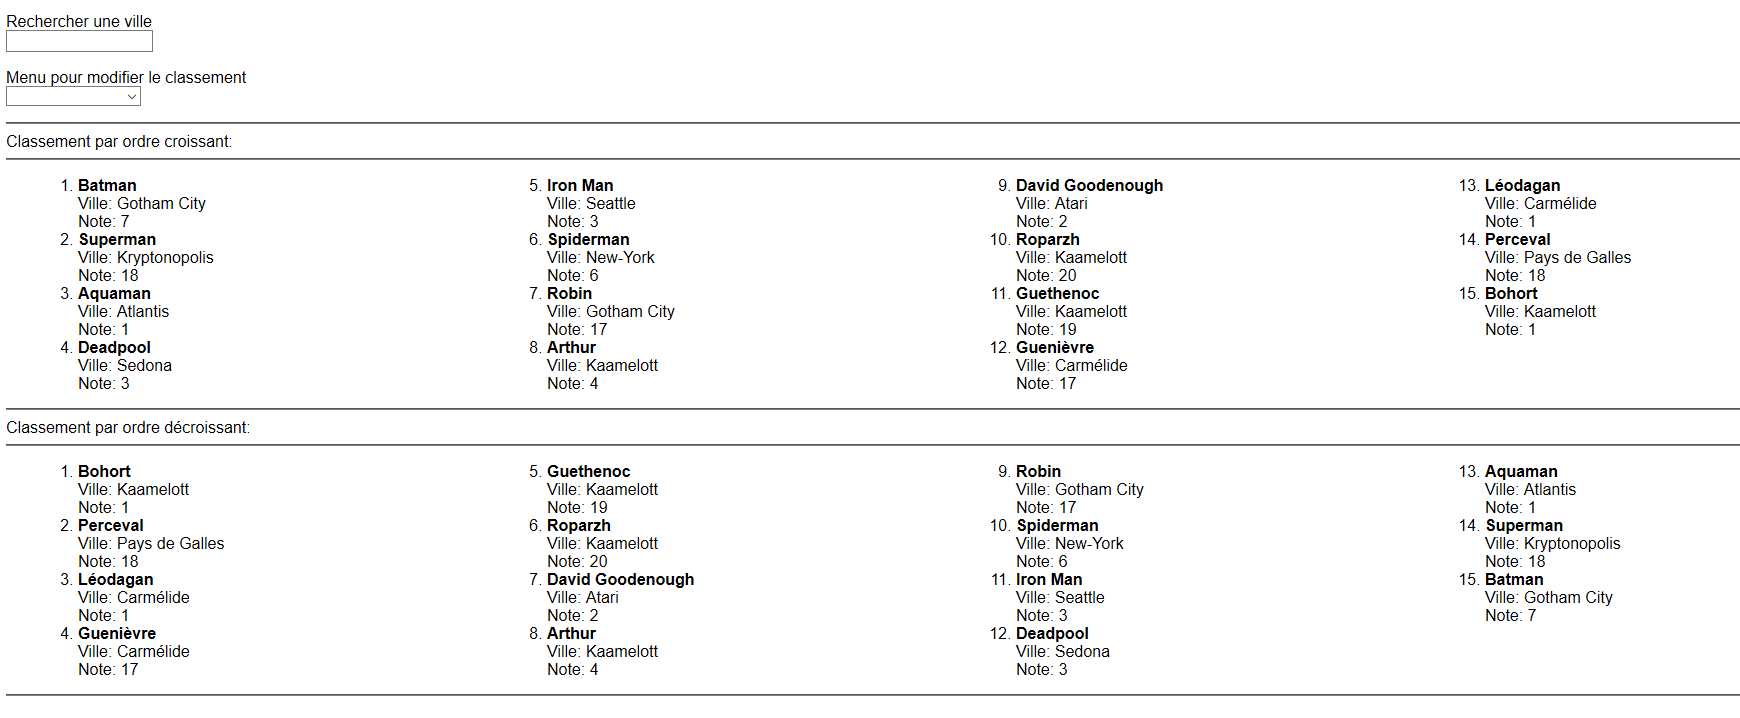 Rechercher une ville
Menu pour modifier le classement
Classement par ordre croissant:
1. Batman
Ville: Gotham City
Note: 7
2. Superman
Ville: Kryptonopolis
Note: 18
3. Aquaman
Ville: Atlantis
Note: 1
4. Deadpool
Ville: Sedona
Note: 3
5. Iron Man
Ville: Seattle
Note: 3
6. Spiderman
Ville: New-York
Note: 6
7. Robin
Ville: Gotham City
Note: 17
8. Arthur
Ville: Kaamelott
Note: 4
9. David Goodenough
Ville: Atari
Note: 2
10. Roparzh
Ville: Kaamelott
Note: 20
11. Guethenoc
Ville: Kaamelott
Note: 19
12. Guenièvre
Ville: Carmélide
Note: 17
13. Léodagan
Ville: Carmélide
Note: 1
14. Perceval
Ville: Pays de Galles
Note: 18
15. Bohort
Ville: Kaamelott
Note: 1
Classement par ordre décroissant:
1. Bohort
Ville: Kaamelott
Note: 1
2. Perceval
Ville: Pays de Galles
Note: 18
3. Léodagan
Ville: Carmélide
Note: 1
4. Guenièvre
Ville: Carmélide
Note: 17
5. Guethenoc
Ville: Kaamelott
Note: 19
6. Roparzh
Ville: Kaamelott
Note: 20
7. David Goodenough
Ville: Atari
Note: 2
8. Arthur
Ville: Kaamelott
Note: 4
9. Robin
Ville: Gotham City
Note: 17
10. Spiderman
Ville: New-York
Note: 6
11. Iron Man
Ville: Seattle
Note: 3
12. Deadpool
Ville: Sedona
Note: 3
13. Aquaman
Ville: Atlantis
Note: 1
14. Superman
Ville: Kryptonopolis
Note: 18
15. Batman
Ville: Gotham City
Note: 7